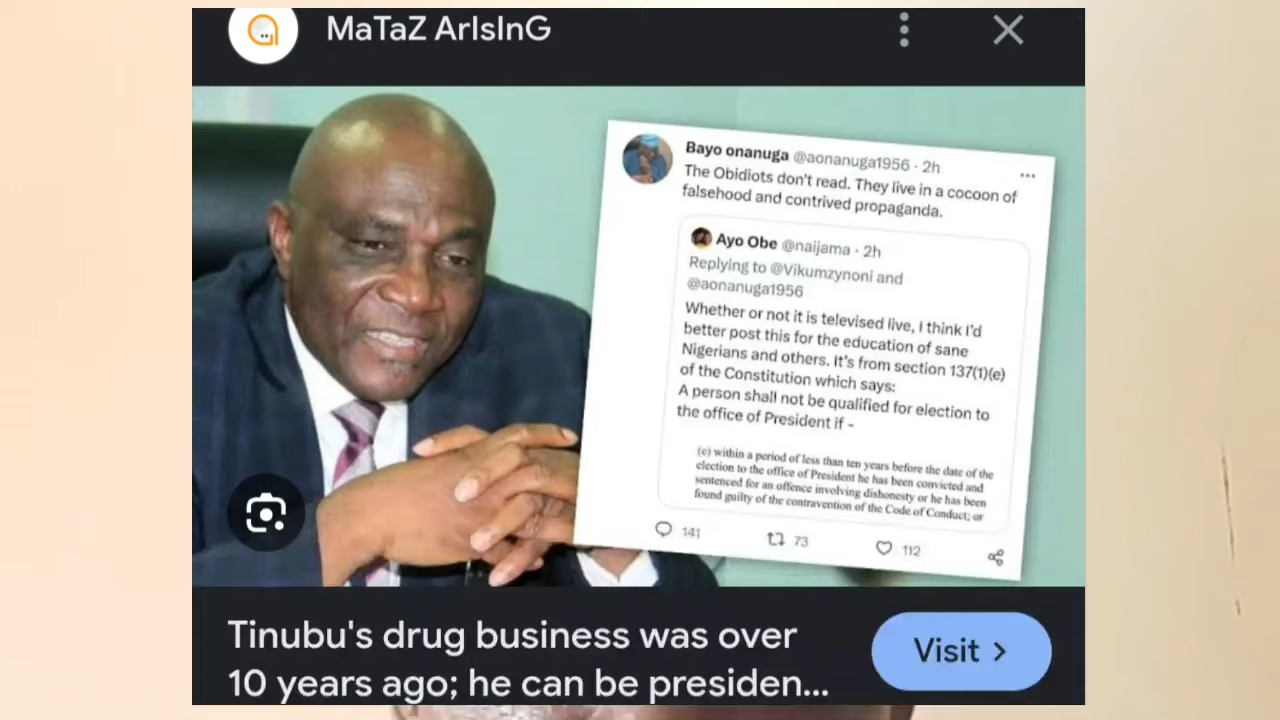 MaTaZ ArIsInG
Bayo onanuga @aonanuga1956 · 2h
The Obidiots don't read. They live in a cocoon of
falsehood and contrived propaganda.
Ayo Obe @naijama · 2h
Replying to @Vikumzynoni and
@aonanuga1956
Whether or not it is televised live, I think I'd
better post this for the education of sane
Nigerians and others. It's from section 137(1)(e)
of the Constitution which says:
A person shall not be qualified for election to
the office of President if -
(e) within a period of less than ten years before the date of the
election to the office of President he has been convicted and
sentenced for an offence involving dishonesty or he has been
found guilty of the contravention of the Code of Conduct; or
141 73 112
Tinubu's drug business was over
10 years ago; he can be presiden...
Visit >